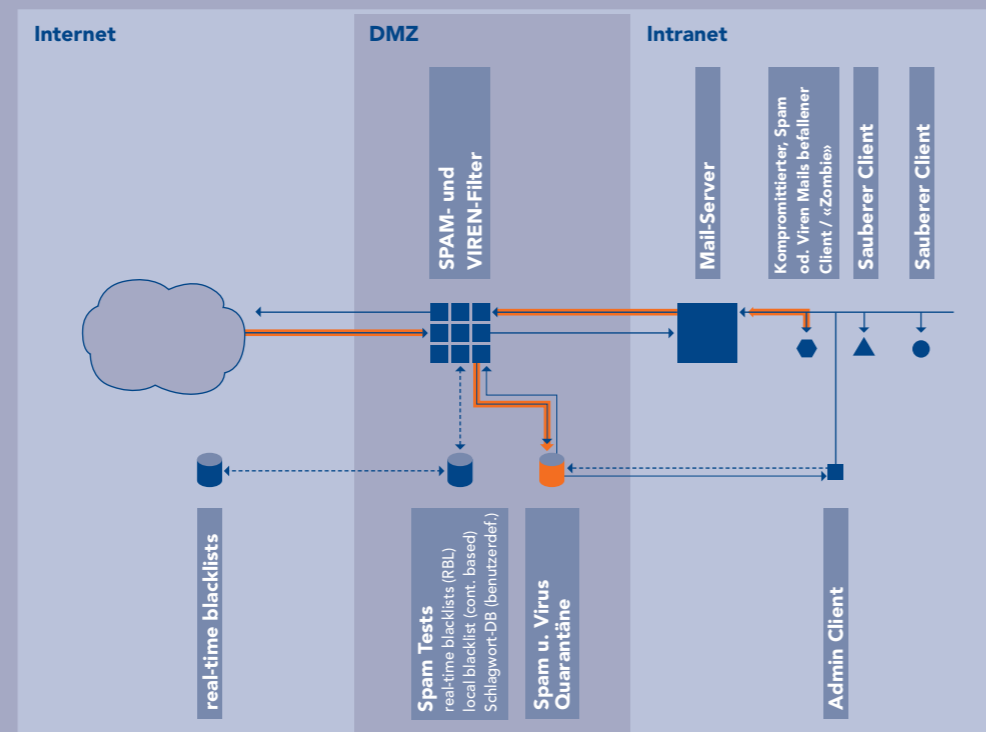 Internet
DMZ
Intranet
SPAM- und
VIREN-Filter
Mail-Server
Kompromittierter, Spam
od. Viren Mails befallener
Client / «Zombie»
Sauberer Client
Sauberer Client
real-time blacklists
Spam Tests
real-time blacklists (RBL)
local blacklist (cont. based)
Schlagwort-DB (benutzerdef.)
Spam u. Virus
Quarantäne
Admin Client